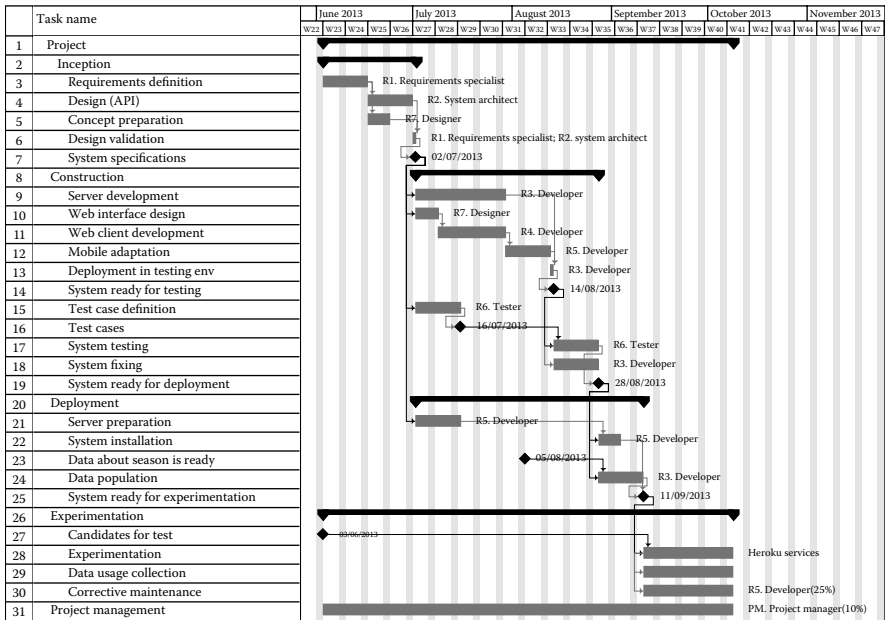 Task name
June 2013 July 2013 August 2013 September 2013 October 2013 November 2013
W22 W23 W24 W25 W26 W27 W28 W29 W30 W31 W32 W33 W34 W35 W36 W37 W38 W39 W40 W41 W44 W45 W46 W47
1 Project
2 Inception
3 Requirements definition R1. Requirements specialist
4 Design (API) R2. System architect
5 Concept preparation R7. Designer
6 Design validation R1. Requirements specialist; R2. system architect
7 System specifications 02/07/2013
8 Construction
9 Server development R3. Developer
10 Web interface design R7. Designer
11 Web client development R4. Developer
12 Mobile adaptation R5. Developer
13 Deployment in testing env R3. Developer
14 System ready for testing 14/08/2013
15 Test case definition R6. Tester
16 Test cases 16/07/2013
17 System testing R6. Tester
18 System fixing R3. Developer
19 System ready for deployment 28/08/2013
20 Deployment
21 Server preparation R5. Developer
22 System installation R5. Developer
23 Data about season is ready 05/08/2013
24 Data population R3. Developer
25 System ready for experimentation 11/09/2013
26 Experimentation
27 Candidates for test 03/06/2013
28 Experimentation Heroku services
29 Data usage collection
30 Corrective maintenance R5. Developer(25%)
31 Project management PM. Project manager(10%)